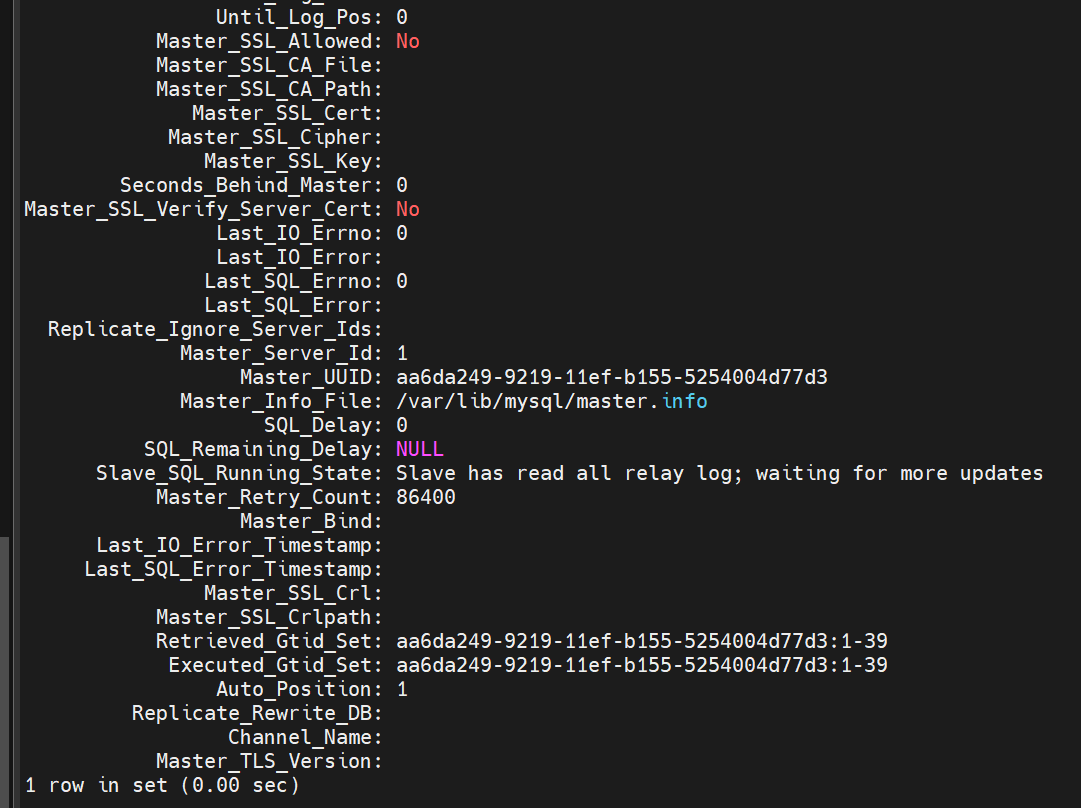 Until_Log_Pos: 0
Master_SSL_Allowed: No
Master_SSL_CA_File:
Master_SSL_CA_Path:
Master_SSL_Cert:
Master_SSL_Cipher:
Master_SSL_Key:
Seconds_Behind_Master: 0
Master_SSL_Verify_Server_Cert: No
Last_IO_Errno: 0
Last_IO_Error:
Last_SQL_Errno: 0
Last_SQL_Error:
Replicate_Ignore_Server_Ids:
Master_Server_Id: 1
Master_UUID: aa6da249-9219-11ef-b155-5254004d77d3
Master_Info_File: /var/lib/mysql/master.info
SQL_Delay: 0
SQL_Remaining_Delay: NULL
Slave_SQL_Running_State: Slave has read all relay log; waiting for more updates
Master_Retry_Count: 86400
Master_Bind:
Last_IO_Error_Timestamp:
Last_SQL_Error_Timestamp:
Master_SSL_Crl:
Master_SSL_Crlpath:
Retrieved_Gtid_Set: aa6da249-9219-11ef-b155-5254004d77d3:1-39
Executed_Gtid_Set: aa6da249-9219-11ef-b155-5254004d77d3:1-39
Auto_Position: 1
Replicate_Rewrite_DB:
Channel_Name:
Master_TLS_Version:
1 row in set (0.00 sec)